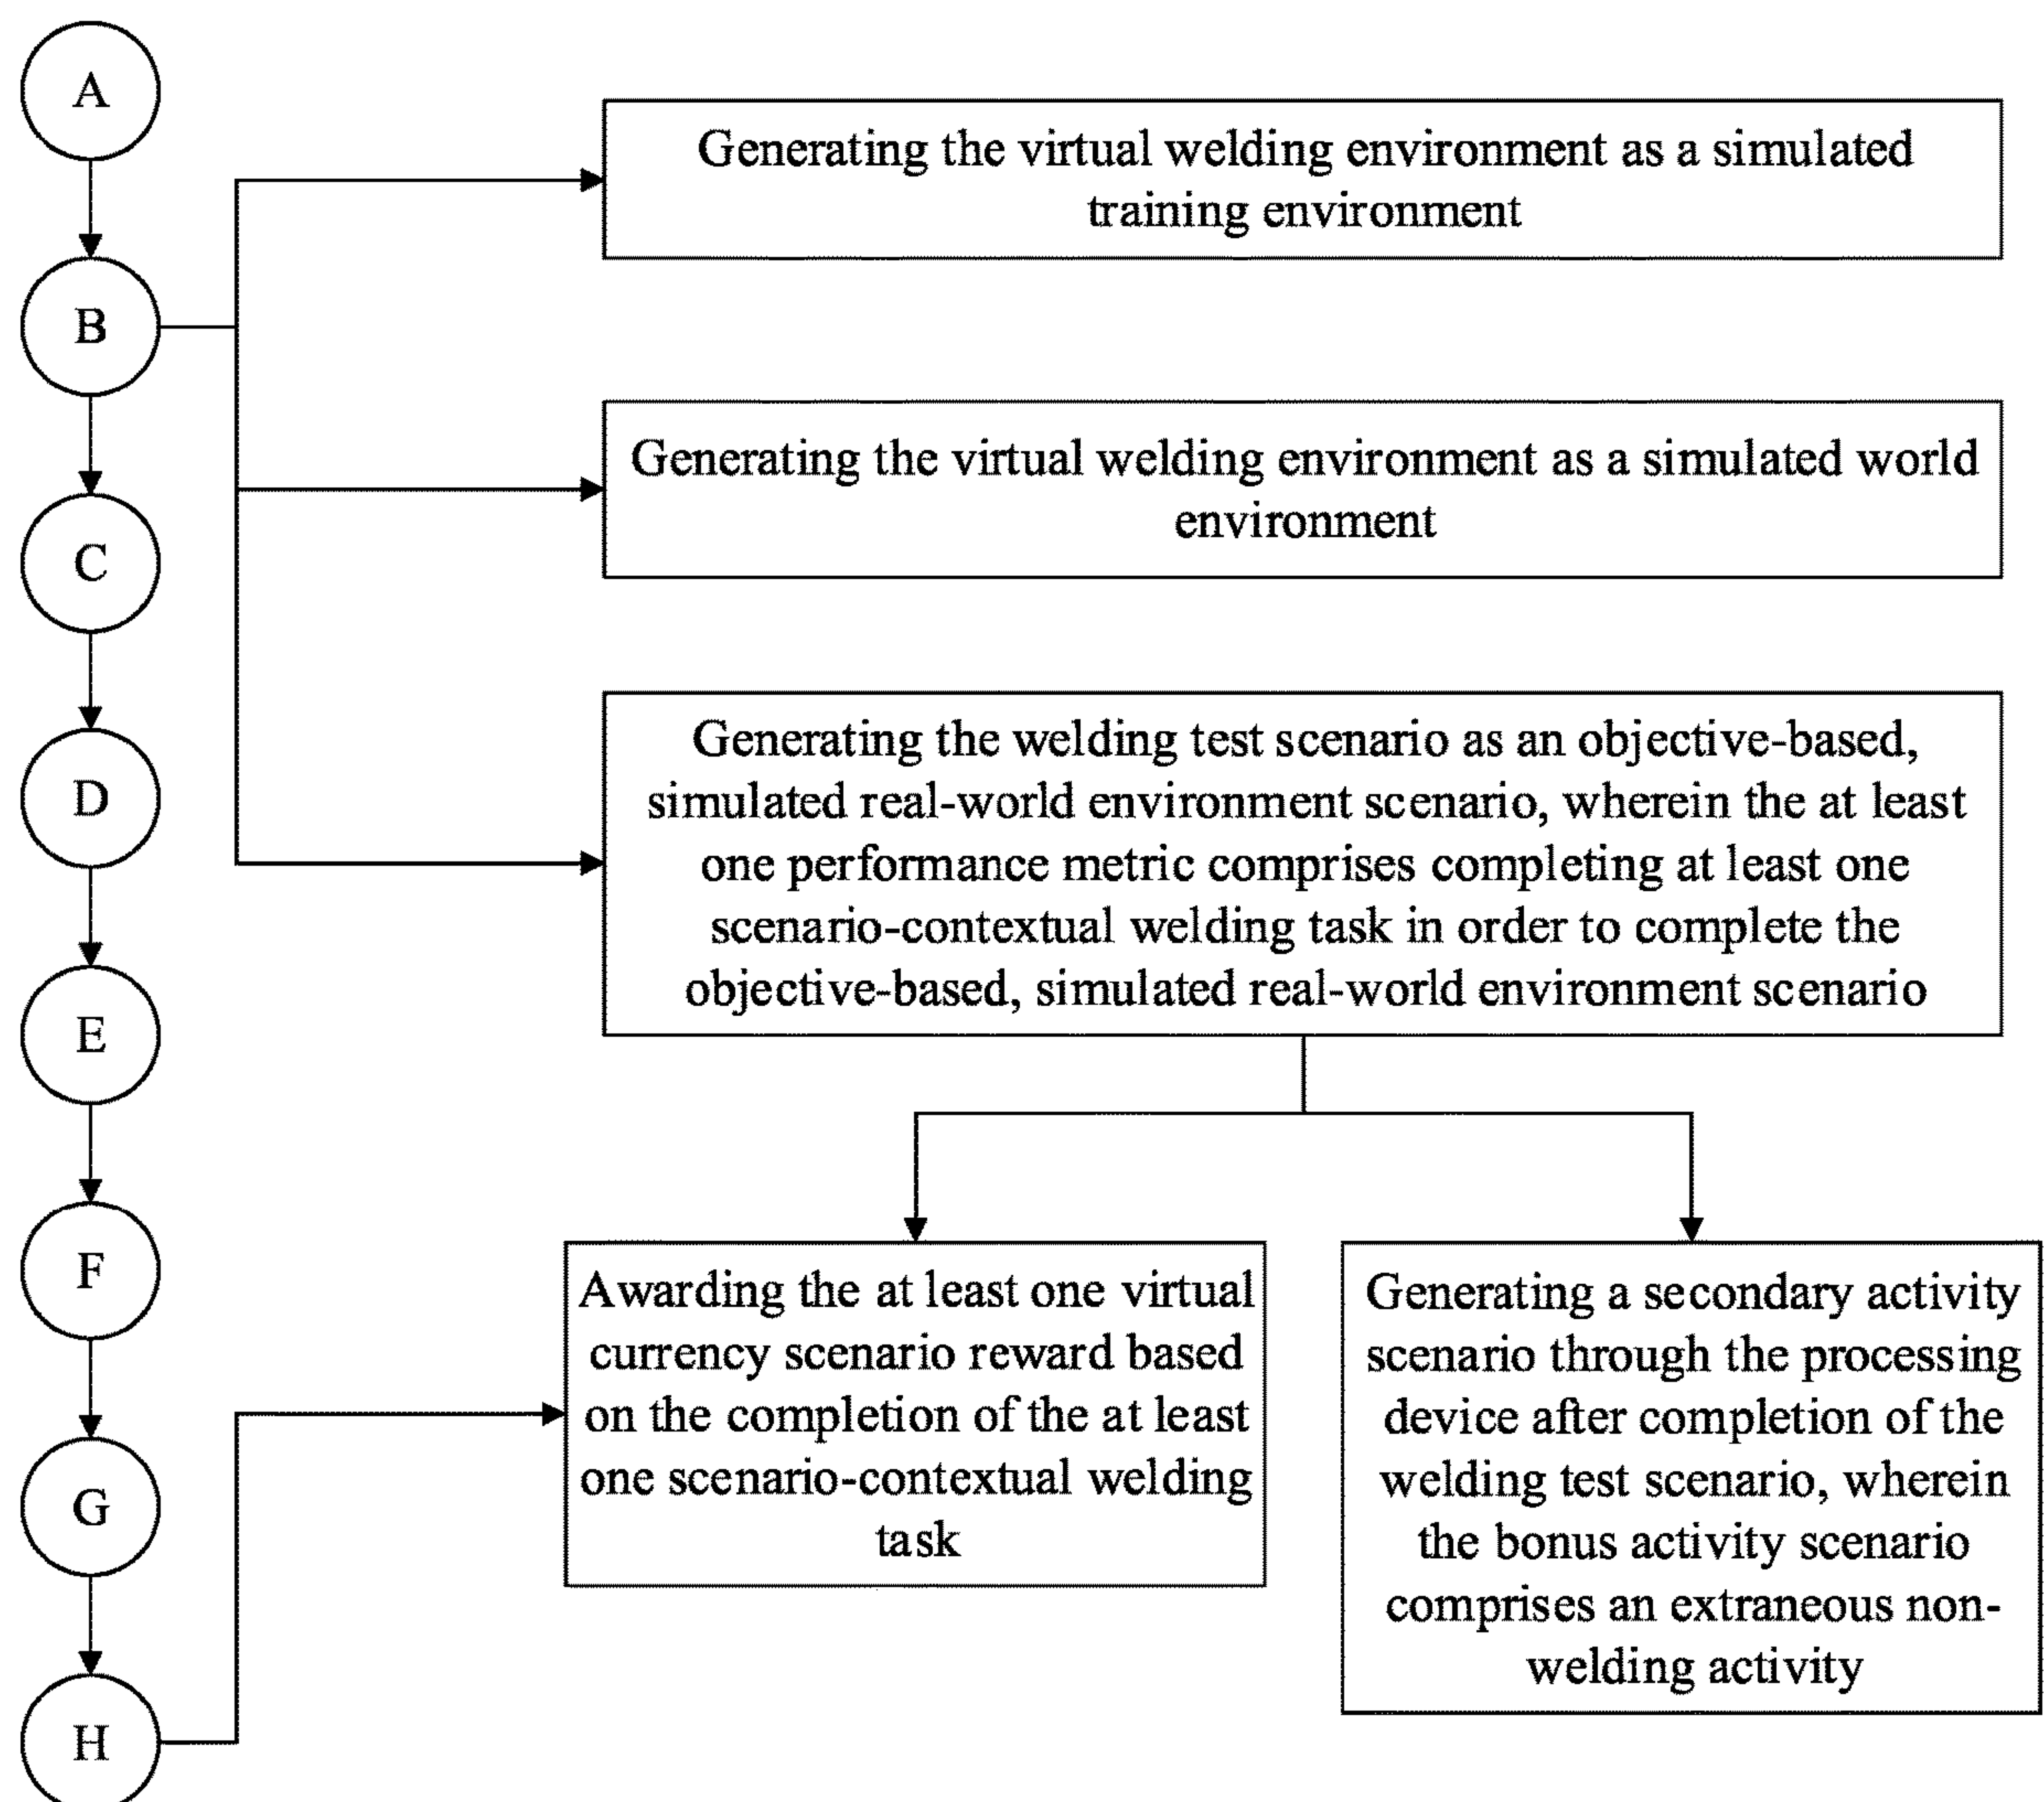 A
B
C
D
E
F
G
H
Generating the virtual welding environment as a simulated
training environment
Generating the virtual welding environment as a simulated world
environment
Generating the welding test scenario as an objective-based,
simulated real-world environment scenario, wherein the at least
one performance metric comprises completing at least one
scenario-contextual welding task in order to complete the
objective-based, simulated real-world environment scenario
Awarding the at least one virtual
currency scenario reward based
on the completion of the at least
one scenario-contextual welding
task
Generating a secondary activity
scenario through the processing
device after completion of the
welding test scenario, wherein
the bonus activity scenario
comprises an extraneous non-
welding activity